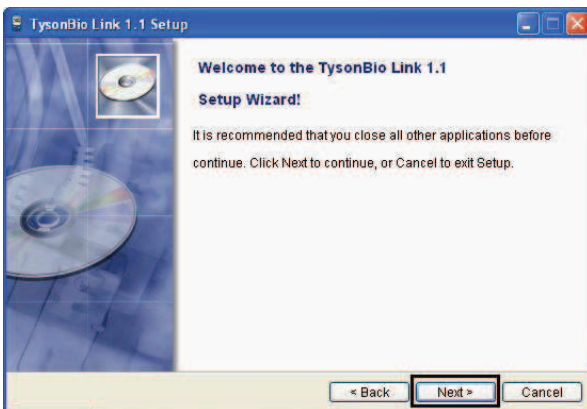 TysonBio Link 1.1 Setup
Welcome to the TysonBio Link 1.1
Setup Wizard!
It is recommended that you close all other applications before
continue. Click Next to continue, or Cancel to exit Setup.
< Back Next > Cancel